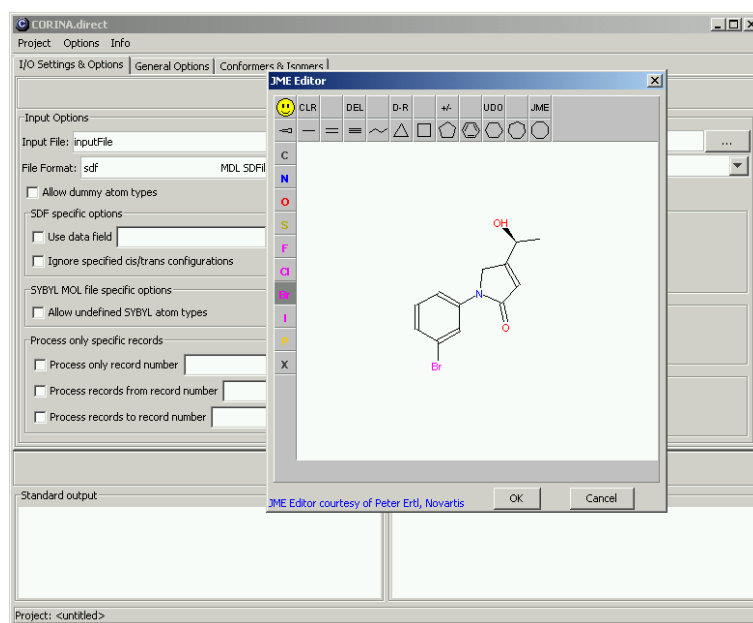 CORINA.direct
Project Options Info
I/O Settings & Options General Options Conformers & Isomers
JME Editor
CLR DEL D-R +/- UDO JME
Input Options
Input File: inputFile ...
File Format: sdf MDL SDFil
Allow dummy atom types
SDF specific options
Use data field
Ignore specified cis/trans configurations
SYBYL MOL file specific options
Allow undefined SYBYL atom types
Process only specific records
Process only record number
Process records from record number
Process records to record number
C
N
O
S
F
Cl
Br
I
P
X
OH
N
O
Br
JME Editor courtesy of Peter Ertl, Novartis OK Cancel
Standard output
Project: <untitled>